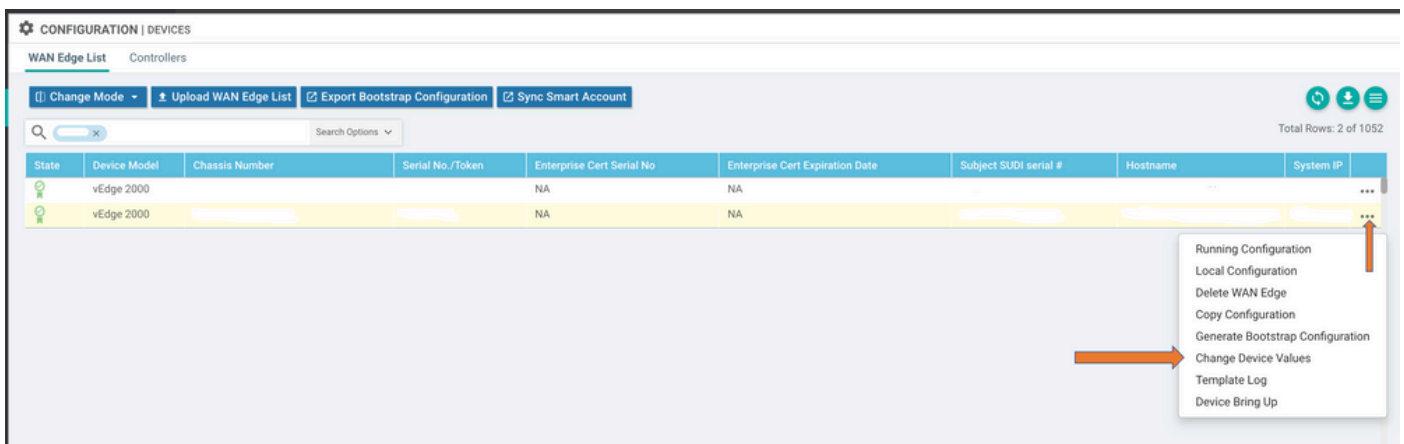 CONFIGURATION | DEVICES
WAN Edge List Controllers
Change Mode Upload WAN Edge List Export Bootstrap Configuration Sync Smart Account
Search Options Total Rows: 2 of 1052
State Device Model Chassis Number Serial No./Token Enterprise Cert Serial No Enterprise Cert Expiration Date Subject SUDI serial # Hostname System IP
vEdge 2000 NA NA
vEdge 2000 NA NA
Running Configuration
Local Configuration
Delete WAN Edge
Copy Configuration
Generate Bootstrap Configuration
Change Device Values
Template Log
Device Bring Up